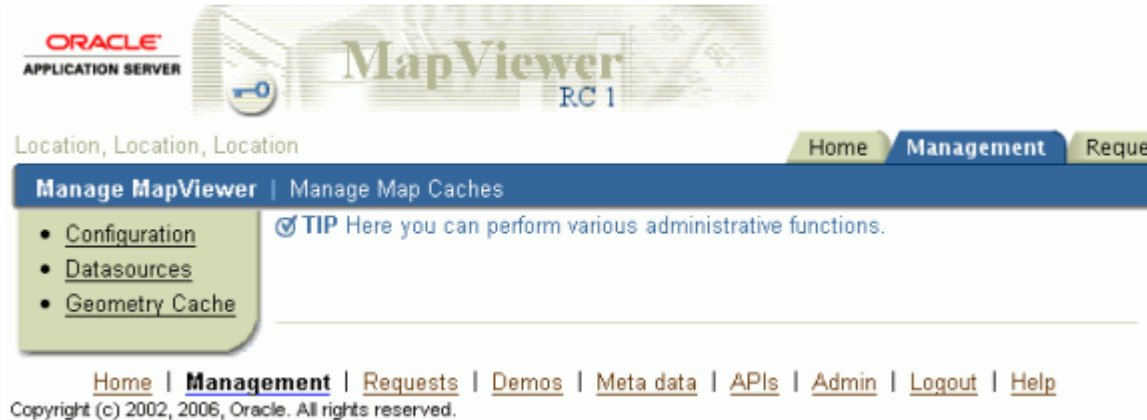 ORACLE
APPLICATION SERVER
MapViewer
RC 1
Location, Location, Location
Home Management Reque
Manage MapViewer | Manage Map Caches
• Configuration
• Datasources
• Geometry Cache
TIP Here you can perform various administrative functions.
Home | Management | Requests | Demos | Meta data | APIs | Admin | Logout | Help
Copyright (c) 2002, 2006, Oracle. All rights reserved.